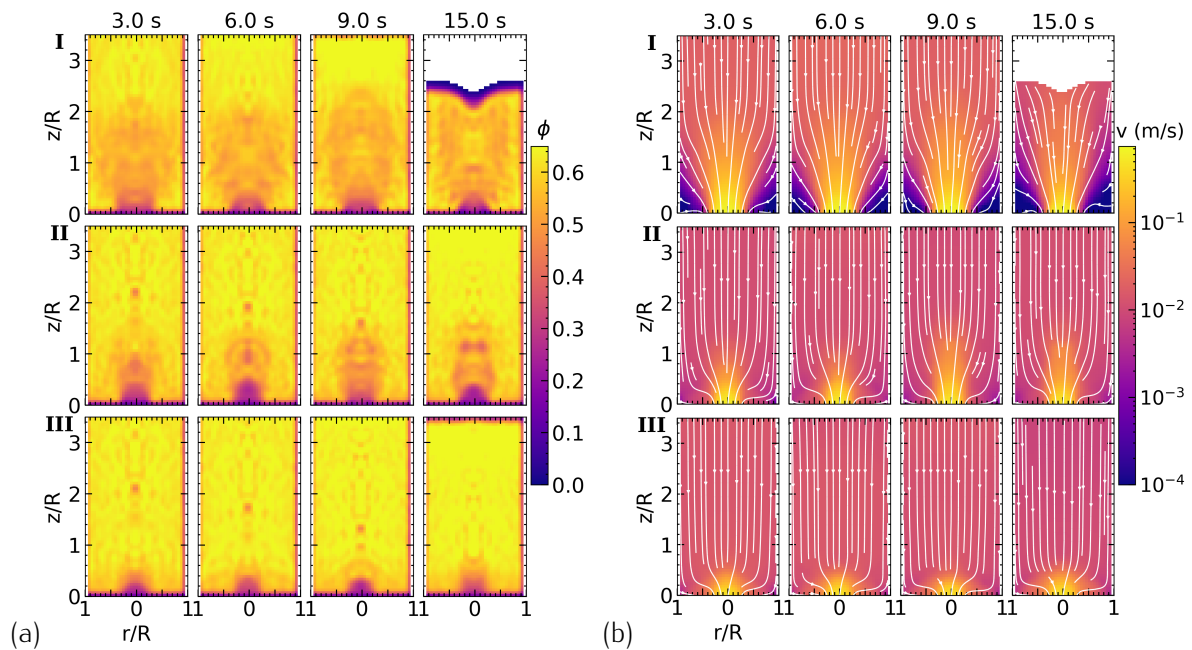 3.0 s 6.0 s 9.0 s 15.0 s
I
z/R
3
2
1
0
II
z/R
3
2
1
0
III
z/R
3
2
1
0
1 0 11 0 11 0 11 0 1
r/R
ϕ
0.6
0.5
0.4
0.3
0.2
0.1
0.0
(a)
3.0 s 6.0 s 9.0 s 15.0 s
I
z/R
3
2
1
0
II
z/R
3
2
1
0
III
z/R
3
2
1
0
1 0 11 0 11 0 11 0 1
r/R
v (m/s)
10⁻¹
10⁻²
10⁻³
10⁻⁴
(b)